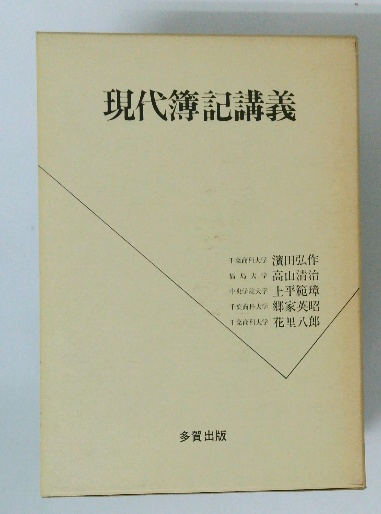 現代簿記講義
千葉商科大学 濱田弘作
福島大学 高山清治
中央学院大学 上平範璋
千葉商科大学 郷家英昭
千葉商科大学 花里八郎
多賀出版